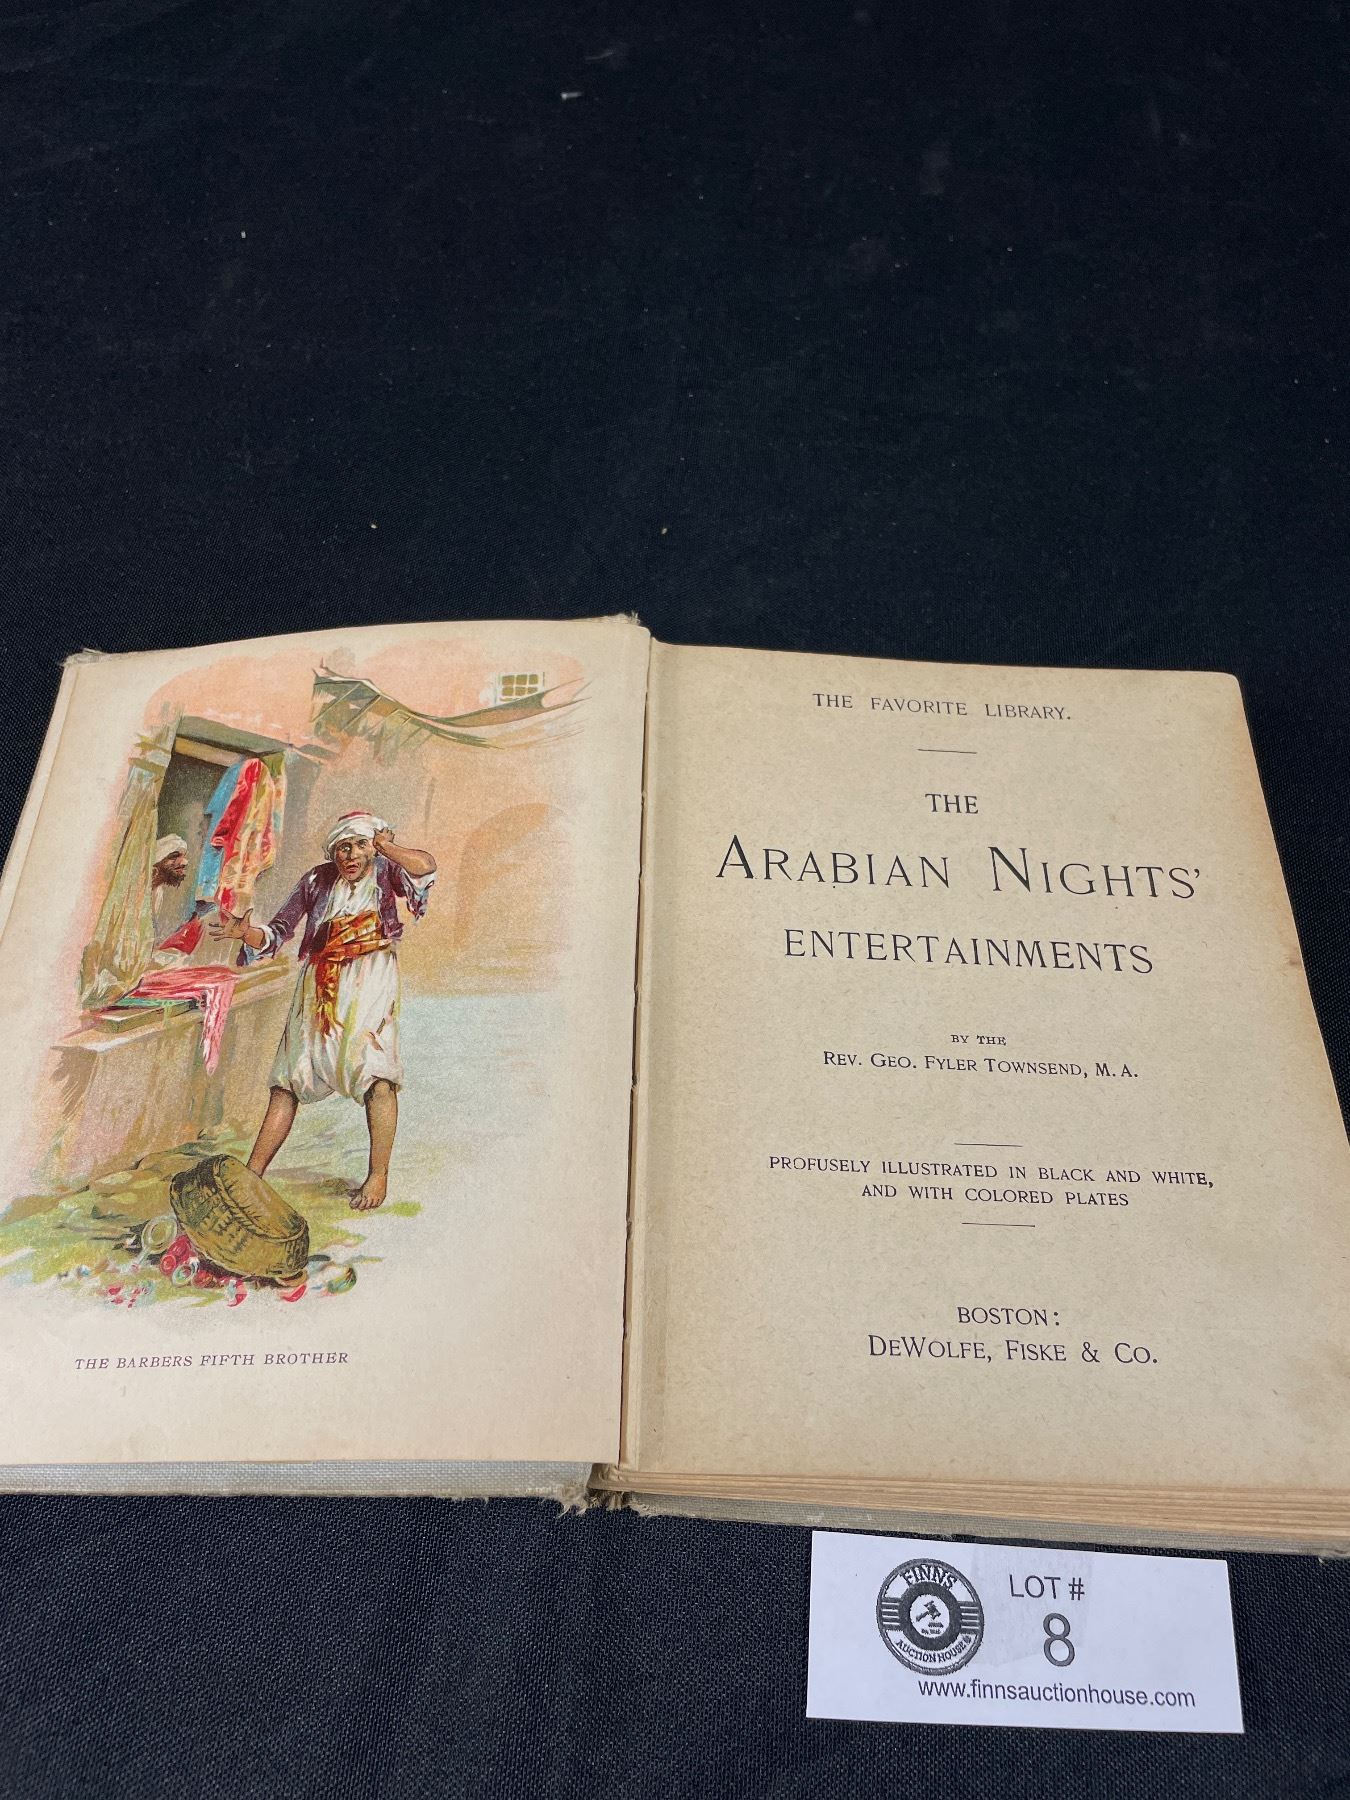 THE BARBERS FIFTH BROTHER
THE FAVORITE LIBRARY.
THE
ARABIAN NIGHTS'
ENTERTAINMENTS
BY THE
REV. GEO. FYLER TOWNSEND, M. A.
PROFUSELY ILLUSTRATED IN BLACK AND WHITE,
AND WITH COLORED PLATES
BOSTON:
DEWOLFE, FISKE & CO.
FINNS
AUCTION HOUSE
LOT #
8
www.finnsauctionhouse.com